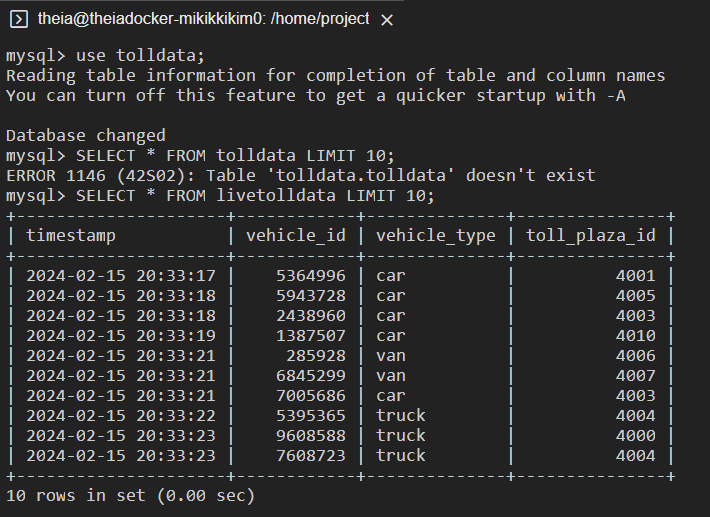 theia@theiadocker-mikikkikim0: /home/project ×
mysql> use tolldata;
Reading table information for completion of table and column names
You can turn off this feature to get a quicker startup with -A
Database changed
mysql> SELECT * FROM tolldata LIMIT 10;
ERROR 1146 (42S02): Table 'tolldata.tolldata' doesn't exist
mysql> SELECT * FROM livetolldata LIMIT 10;
+---------------------+------------+--------------+---------------+
| timestamp           | vehicle_id | vehicle_type | toll_plaza_id |
+---------------------+------------+--------------+---------------+
| 2024-02-15 20:33:17 |    5364996 | car          |          4001 |
| 2024-02-15 20:33:18 |    5943728 | car          |          4005 |
| 2024-02-15 20:33:18 |    2438960 | car          |          4003 |
| 2024-02-15 20:33:19 |    1387507 | car          |          4010 |
| 2024-02-15 20:33:21 |     285928 | van          |          4006 |
| 2024-02-15 20:33:21 |    6845299 | van          |          4007 |
| 2024-02-15 20:33:21 |    7005686 | car          |          4003 |
| 2024-02-15 20:33:22 |    5395365 | truck        |          4004 |
| 2024-02-15 20:33:23 |    9608588 | truck        |          4000 |
| 2024-02-15 20:33:23 |    7608723 | truck        |          4004 |
+---------------------+------------+--------------+---------------+
10 rows in set (0.00 sec)